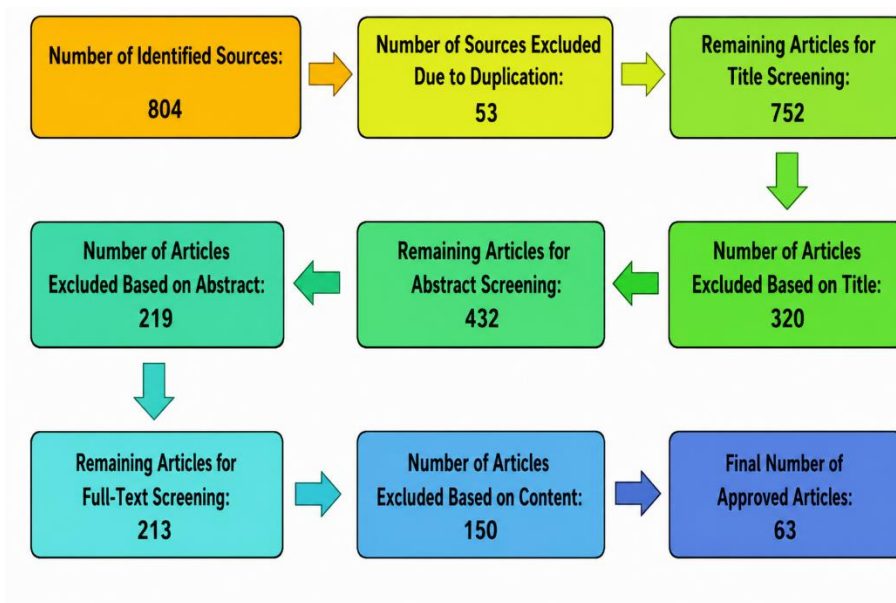 Number of Identified Sources:
804
Number of Sources Excluded
Due to Duplication:
53
Remaining Articles for
Title Screening:
752
Number of Articles
Excluded Based on Abstract:
219
Remaining Articles for
Abstract Screening:
432
Number of Articles
Excluded Based on Title:
320
Remaining Articles for
Full-Text Screening:
213
Number of Articles
Excluded Based on Content:
150
Final Number of
Approved Articles:
63